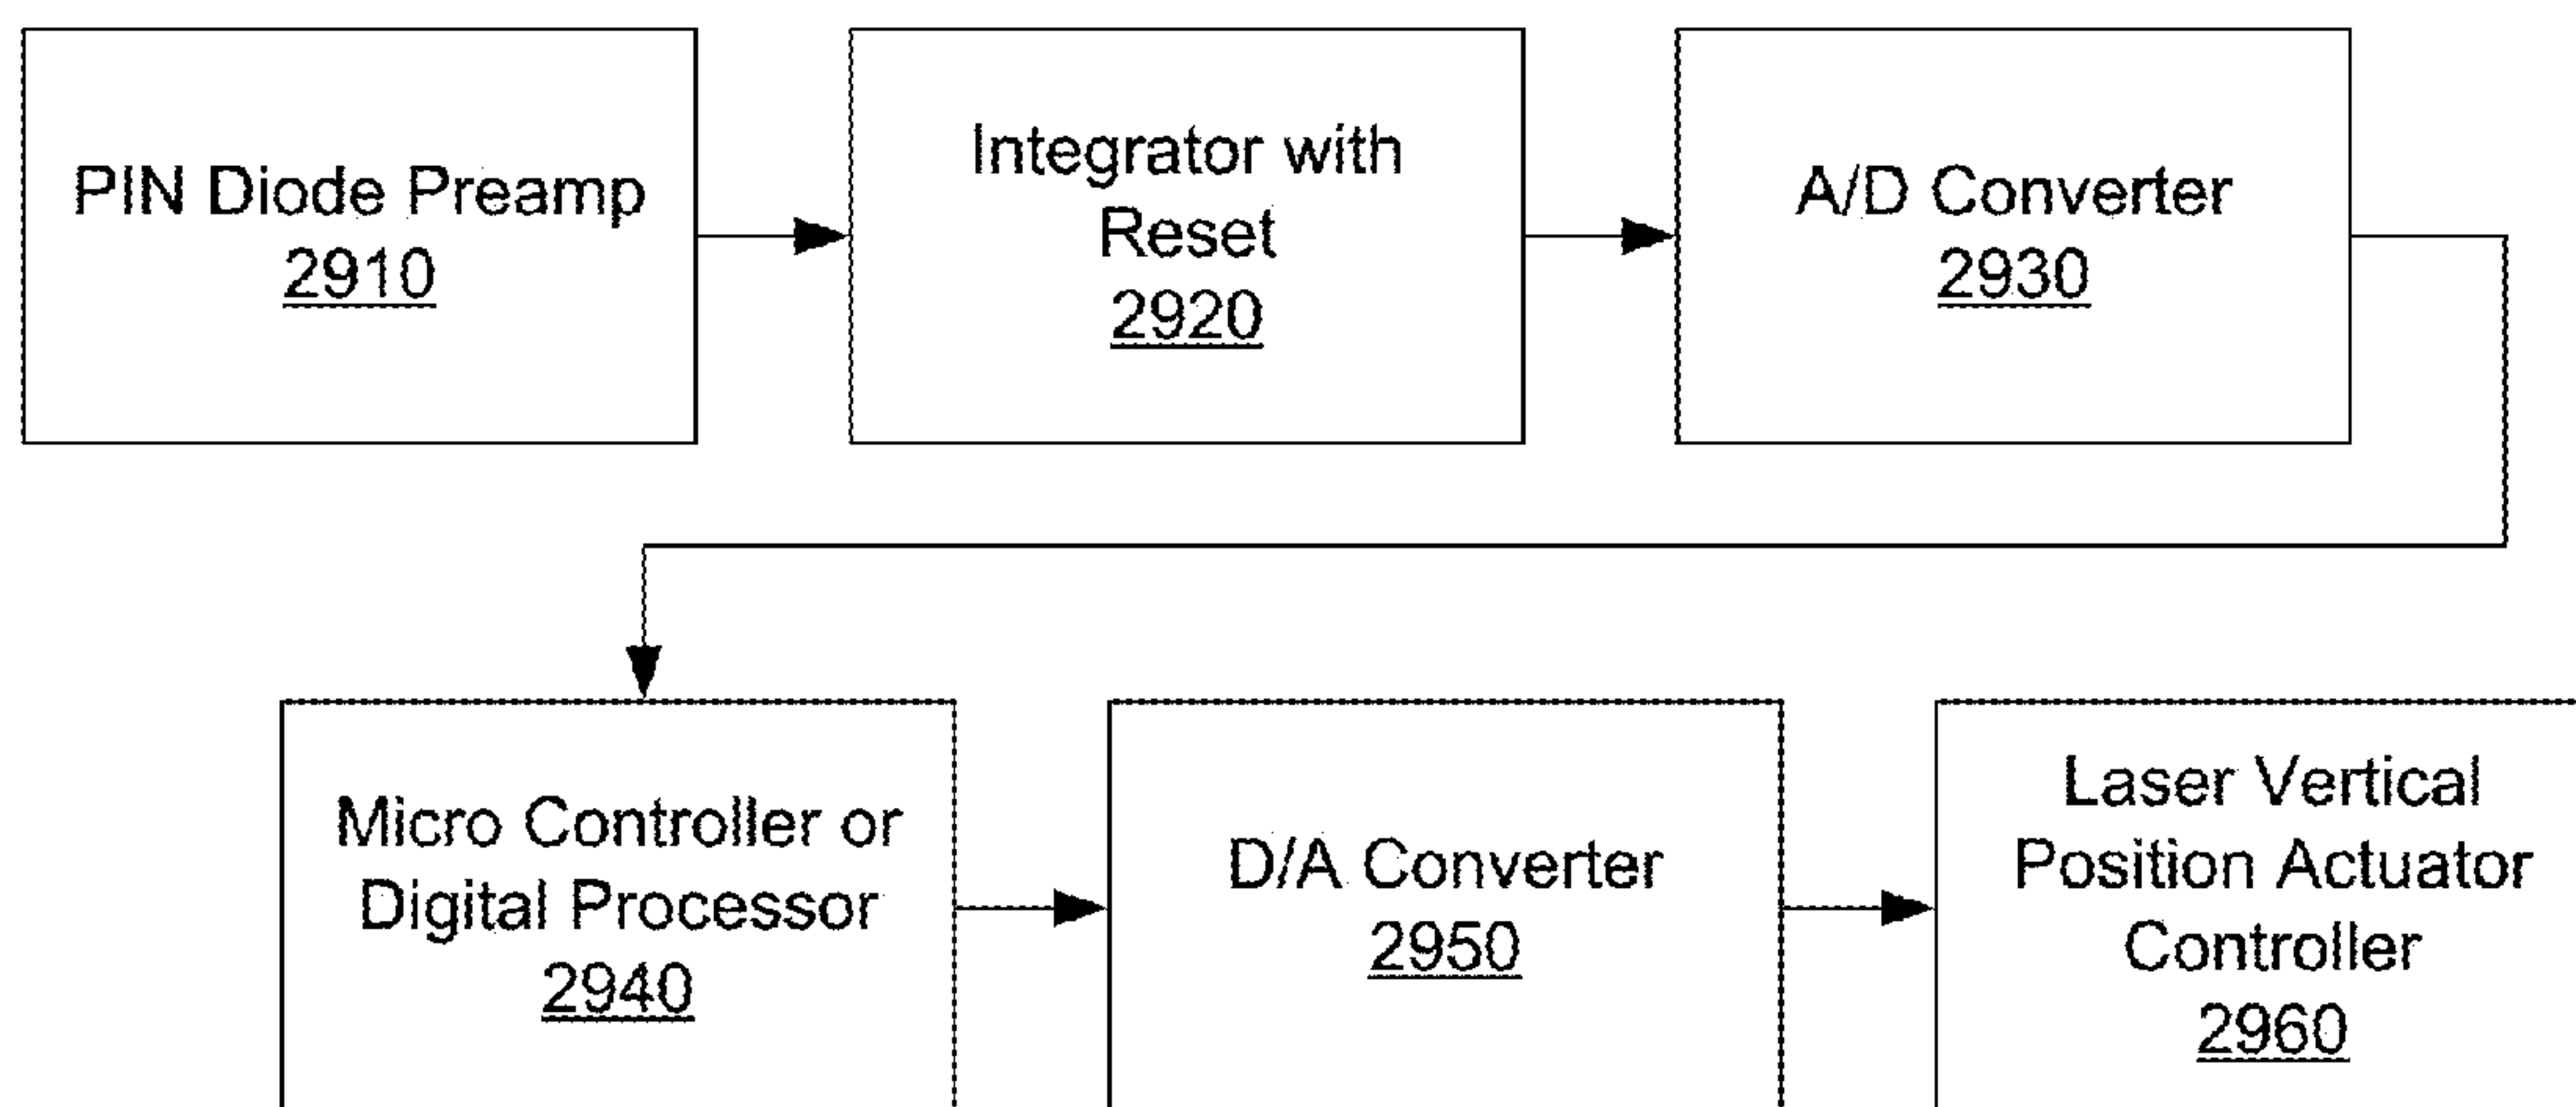 PIN Diode Preamp
2910
Integrator with
Reset
2920
A/D Converter
2930
Micro Controller or
Digital Processor
2940
D/A Converter
2950
Laser Vertical
Position Actuator
Controller
2960